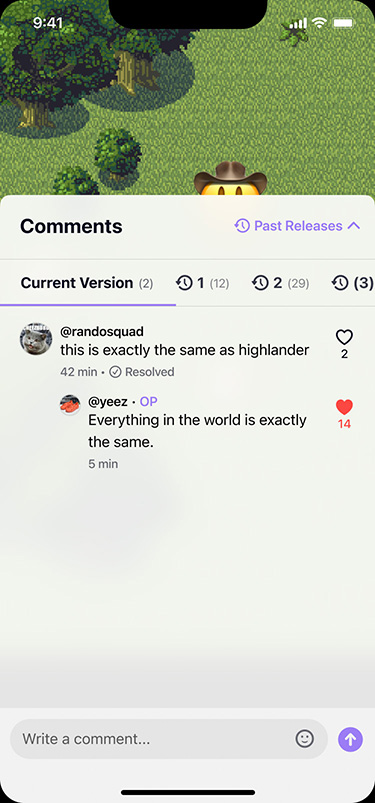 9:41
Comments
Past Releases
Current Version (2)
1 (12)
2 (29)
(3)
@randosquad
this is exactly the same as highlander
2
42 min • Resolved
@yeez • OP
Everything in the world is exactly
the same.
14
5 min
Write a comment...